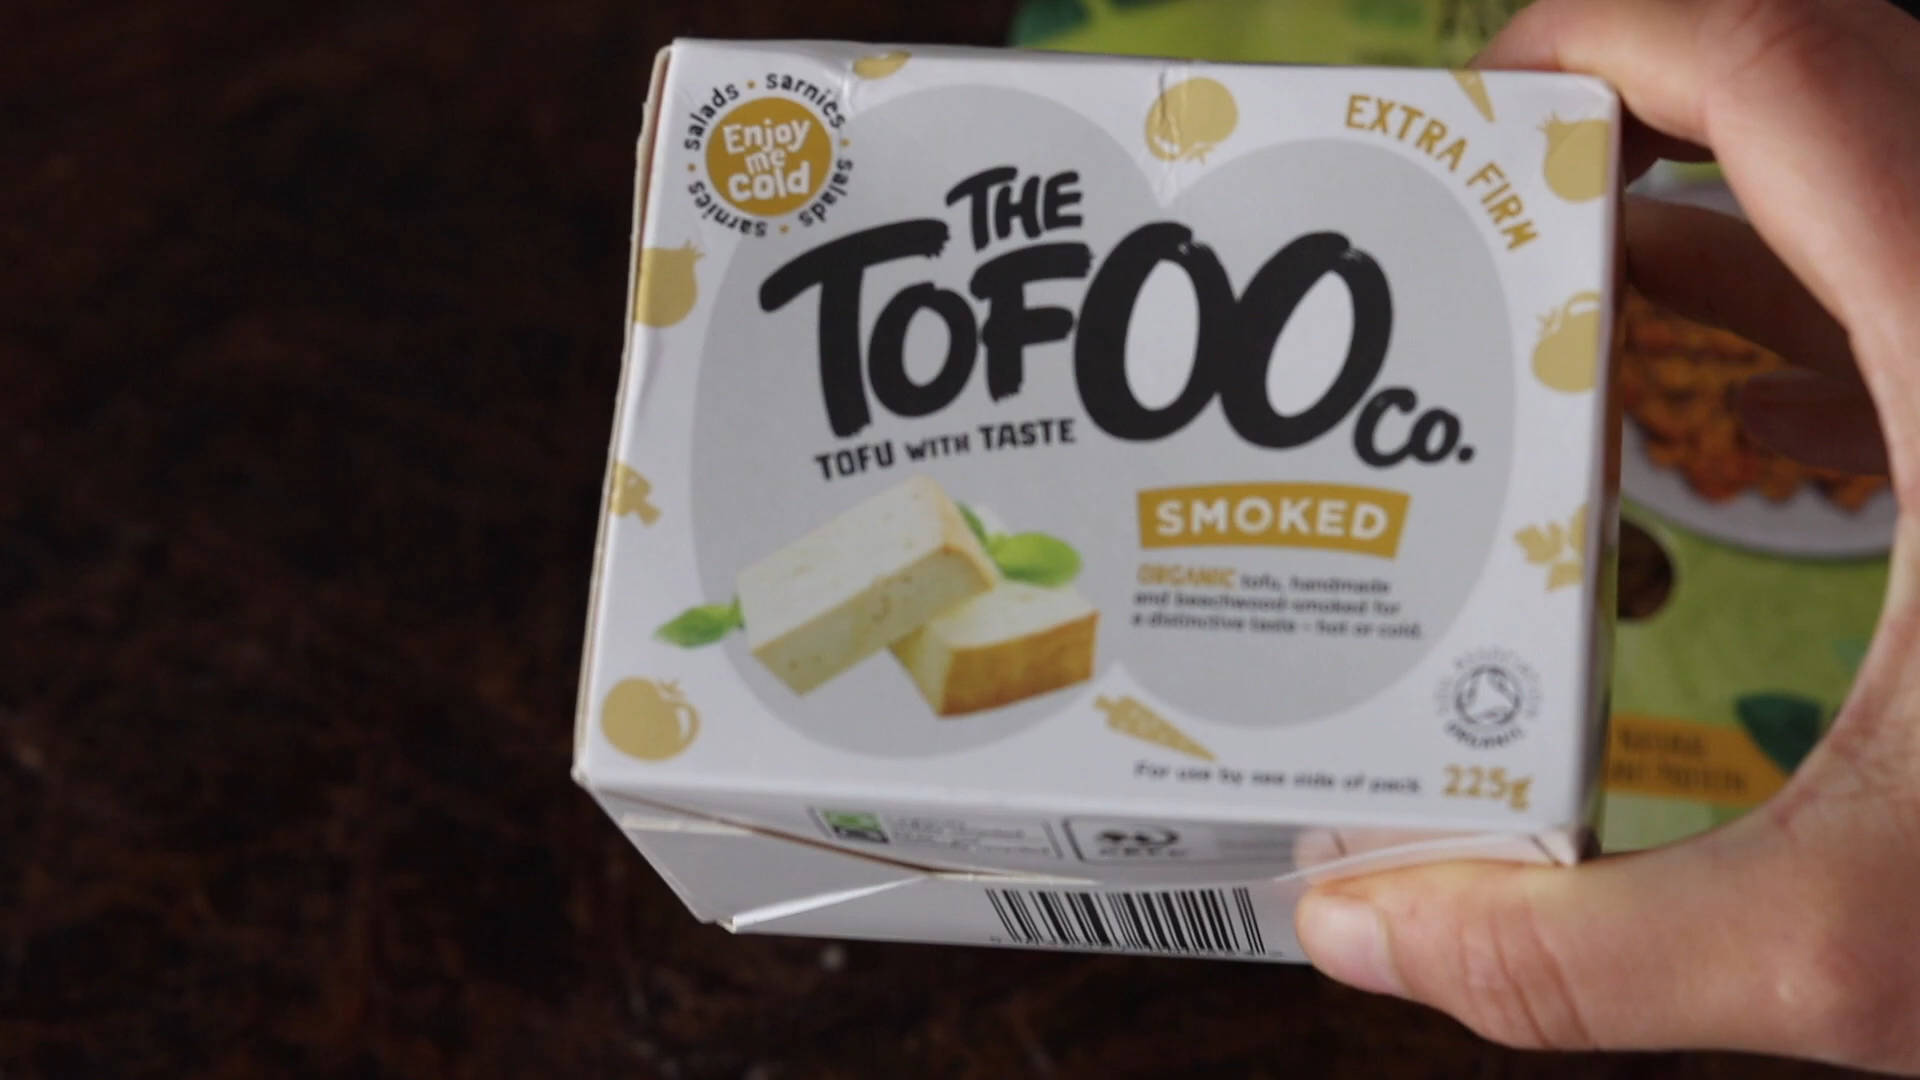 salads • sarnies • salads • sarnies •
Enjoy
me
cold
EXTRA FIRM
THE
TOFOO
Co.
TOFU WITH TASTE
SMOKED
ORGANIC tofu, handmade
and beechwood smoked for
a distinctive taste – hot or cold.
ORGANIC
For use by see side of pack
225g